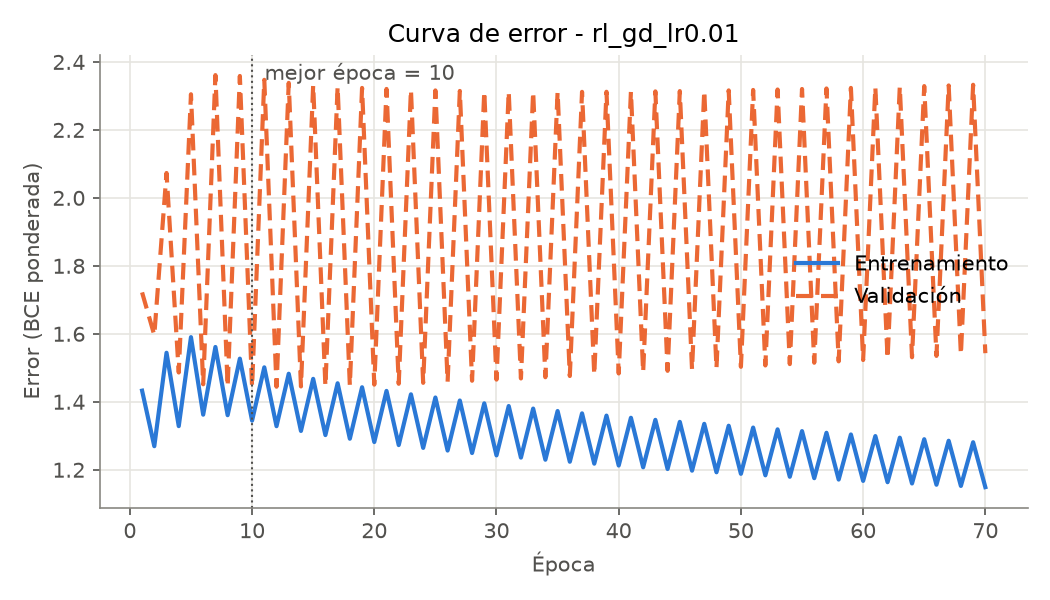 Curva de error - rl_gd_lr0.01
mejor época = 10
Error (BCE ponderada)
2.4
2.2
2.0
1.8
1.6
1.4
1.2
Entrenamiento
Validación
0 10 20 30 40 50 60 70
Época